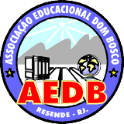 ASSOCIAÇÃO EDUCACIONAL DOM BOSCO
AEDB
RESENDE - RJ.